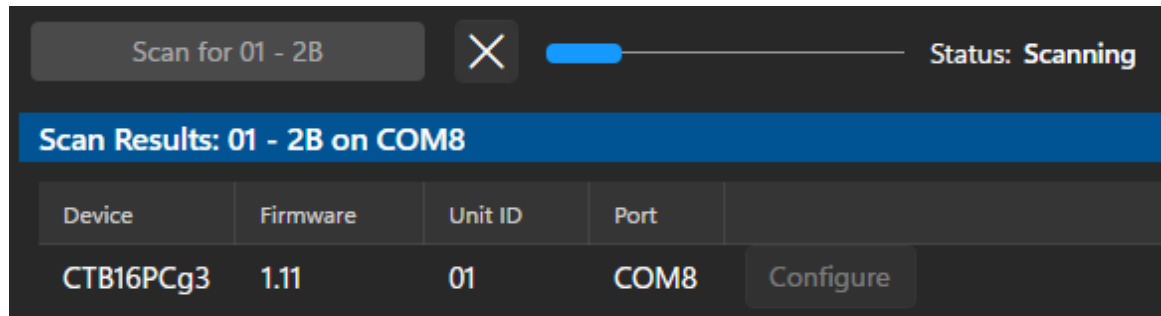 Scan for 01 - 2B Status: Scanning
Scan Results: 01 - 2B on COM8
Device Firmware Unit ID Port
CTB16PCg3 1.11 01 COM8 Configure